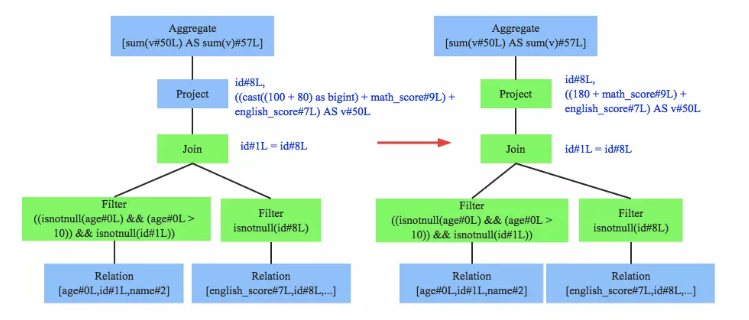 Aggregate
[sum(v#50L) AS sum(v)#57L]
Project
id#8L,
((cast((100 + 80) as bigint) + math_score#9L) +
english_score#7L) AS v#50L
Join
id#1L = id#8L
Filter
((isnotnull(age#0L) && (age#0L >
10)) && isnotnull(id#1L))
Filter
isnotnull(id#8L)
Relation
[age#0L,id#1L,name#2]
Relation
[english_score#7L,id#8L,...]
Aggregate
[sum(v#50L) AS sum(v)#57L]
Project
id#8L,
((180 + math_score#9L) +
english_score#7L) AS v#50L
Join
id#1L = id#8L
Filter
((isnotnull(age#0L) && (age#0L >
10)) && isnotnull(id#1L))
Filter
isnotnull(id#8L)
Relation
[age#0L,id#1L,name#2]
Relation
[english_score#7L,id#8L,...]